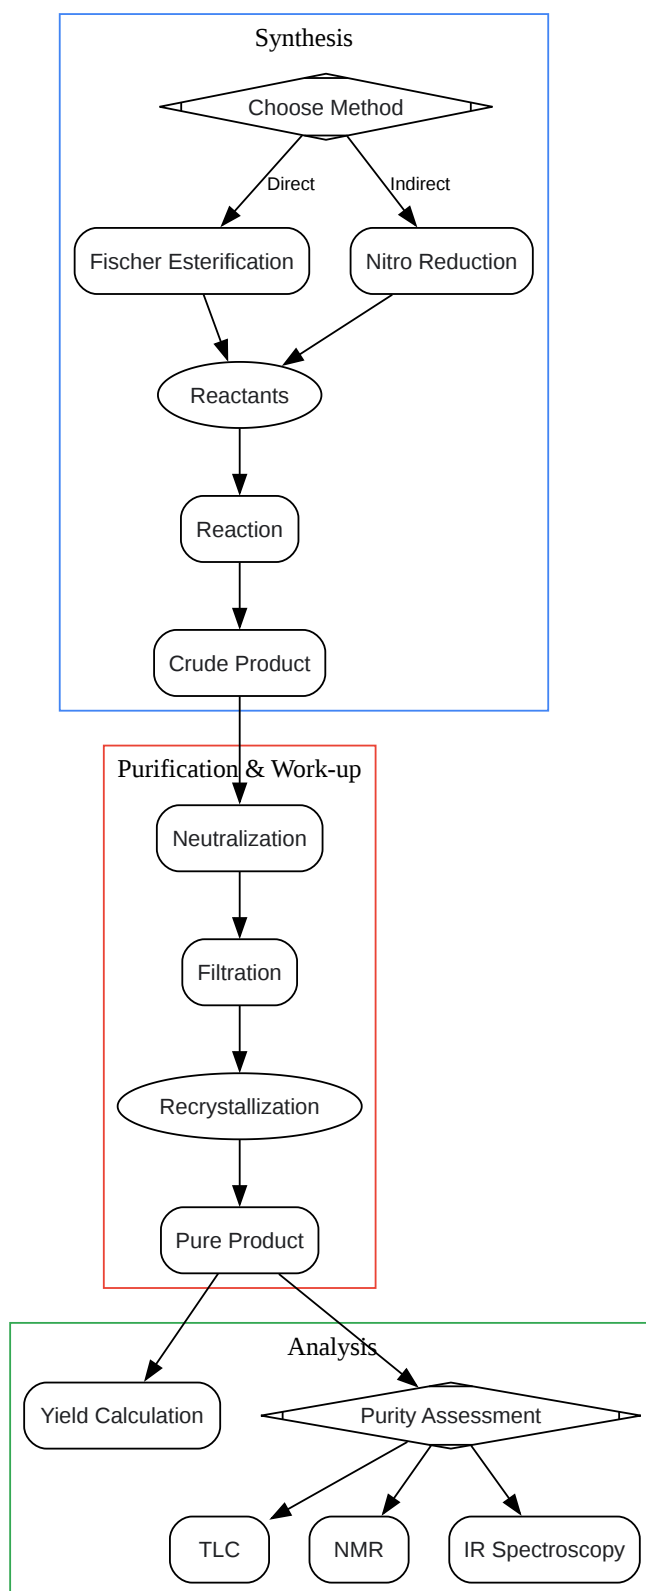 Synthesis
Choose Method
Direct
Indirect
Fischer Esterification
Nitro Reduction
Reactants
Reaction
Crude Product
Purification & Work-up
Neutralization
Filtration
Recrystallization
Pure Product
Analysis
Yield Calculation
Purity Assessment
TLC
NMR
IR Spectroscopy